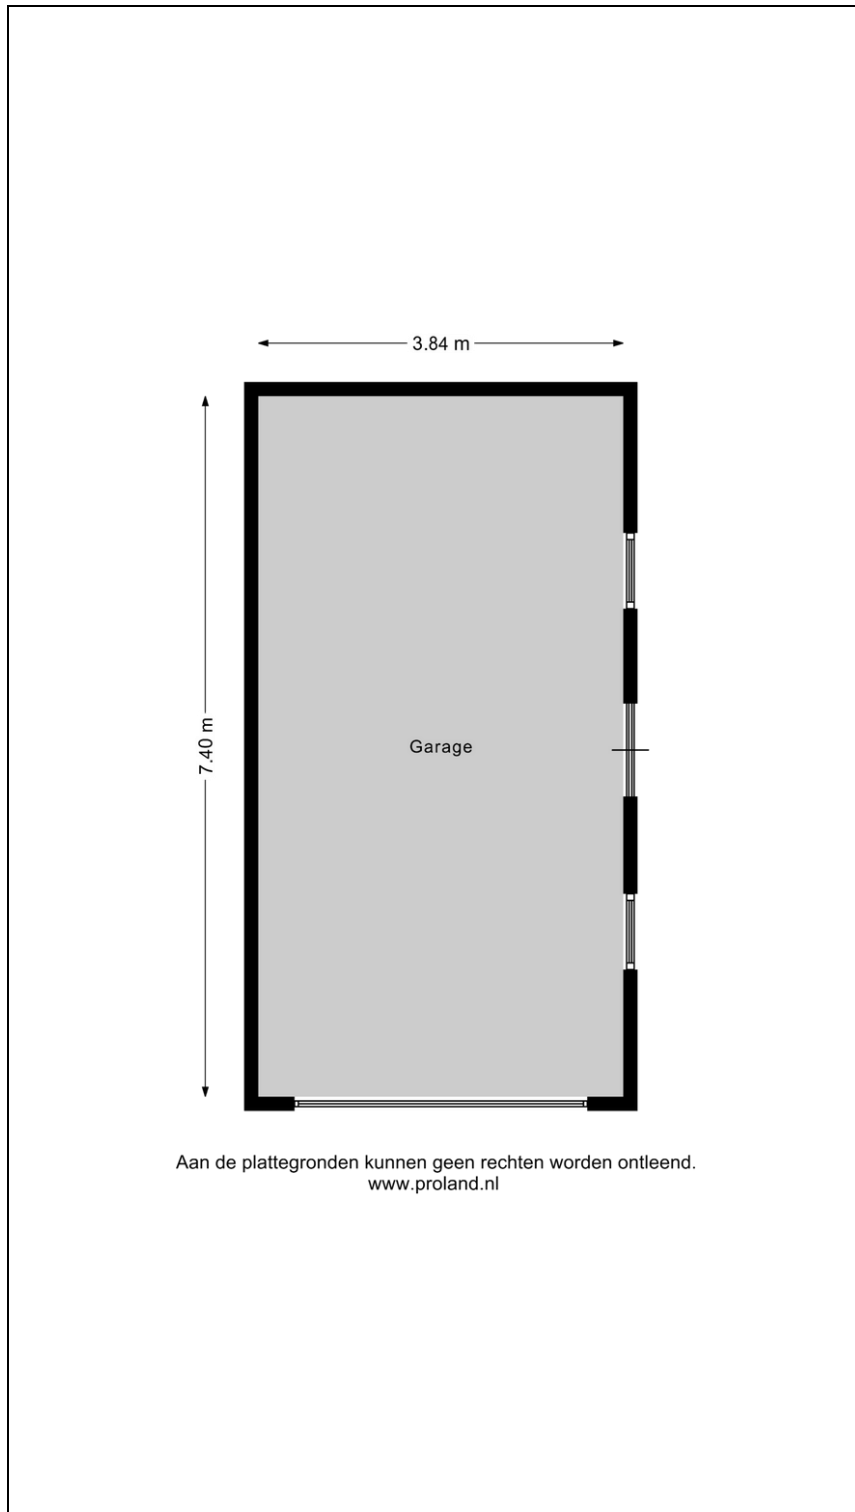 3.84 m
7.40 m
Garage
Aan de plattegronden kunnen geen rechten worden ontleend.
www.proland.nl